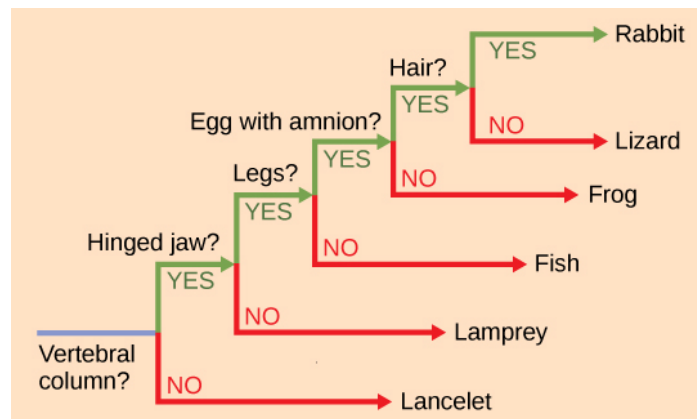 Rabbit
YES
Hair?
YES
NO
Lizard
Egg with amnion?
YES
NO
Frog
Legs?
YES
NO
Fish
Hinged jaw?
YES
NO
Lamprey
Vertebral
column?
NO
Lancelet